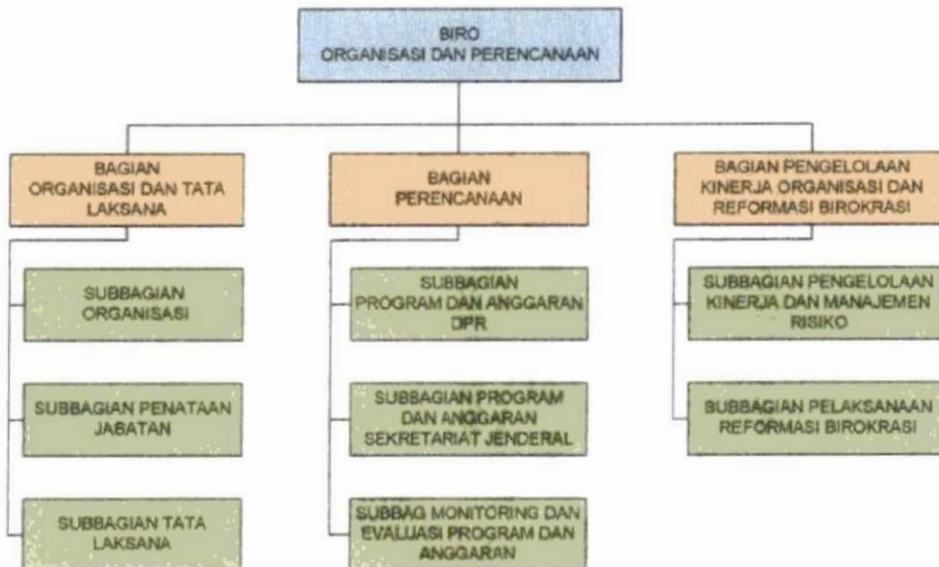 BIRO
ORGANISASI DAN PERENCANAAN
BAGIAN
ORGANISASI DAN TATA
LAKSANA
BAGIAN
PERENCANAAN
BAGIAN PENGELOLAAN
KINERJA ORGANISASI DAN
REFORMASI BIROKRASI
SUBBAGIAN
ORGANISASI
SUBBAGIAN
PROGRAM DAN ANGGARAN
DPR
SUBBAGIAN PENGELOLAAN
KINERJA DAN MANAJEMEN
RISIKO
SUBBAGIAN PENATAAN
JABATAN
SUBBAGIAN PROGRAM
DAN ANGGARAN
SEKRETARIAT JENDERAL
SUBBAGIAN PELAKSANAAN
REFORMASI BIROKRASI
SUBBAGIAN TATA
LAKSANA
SUBBAG MONITORING DAN
EVALUASI PROGRAM DAN
ANGGARAN